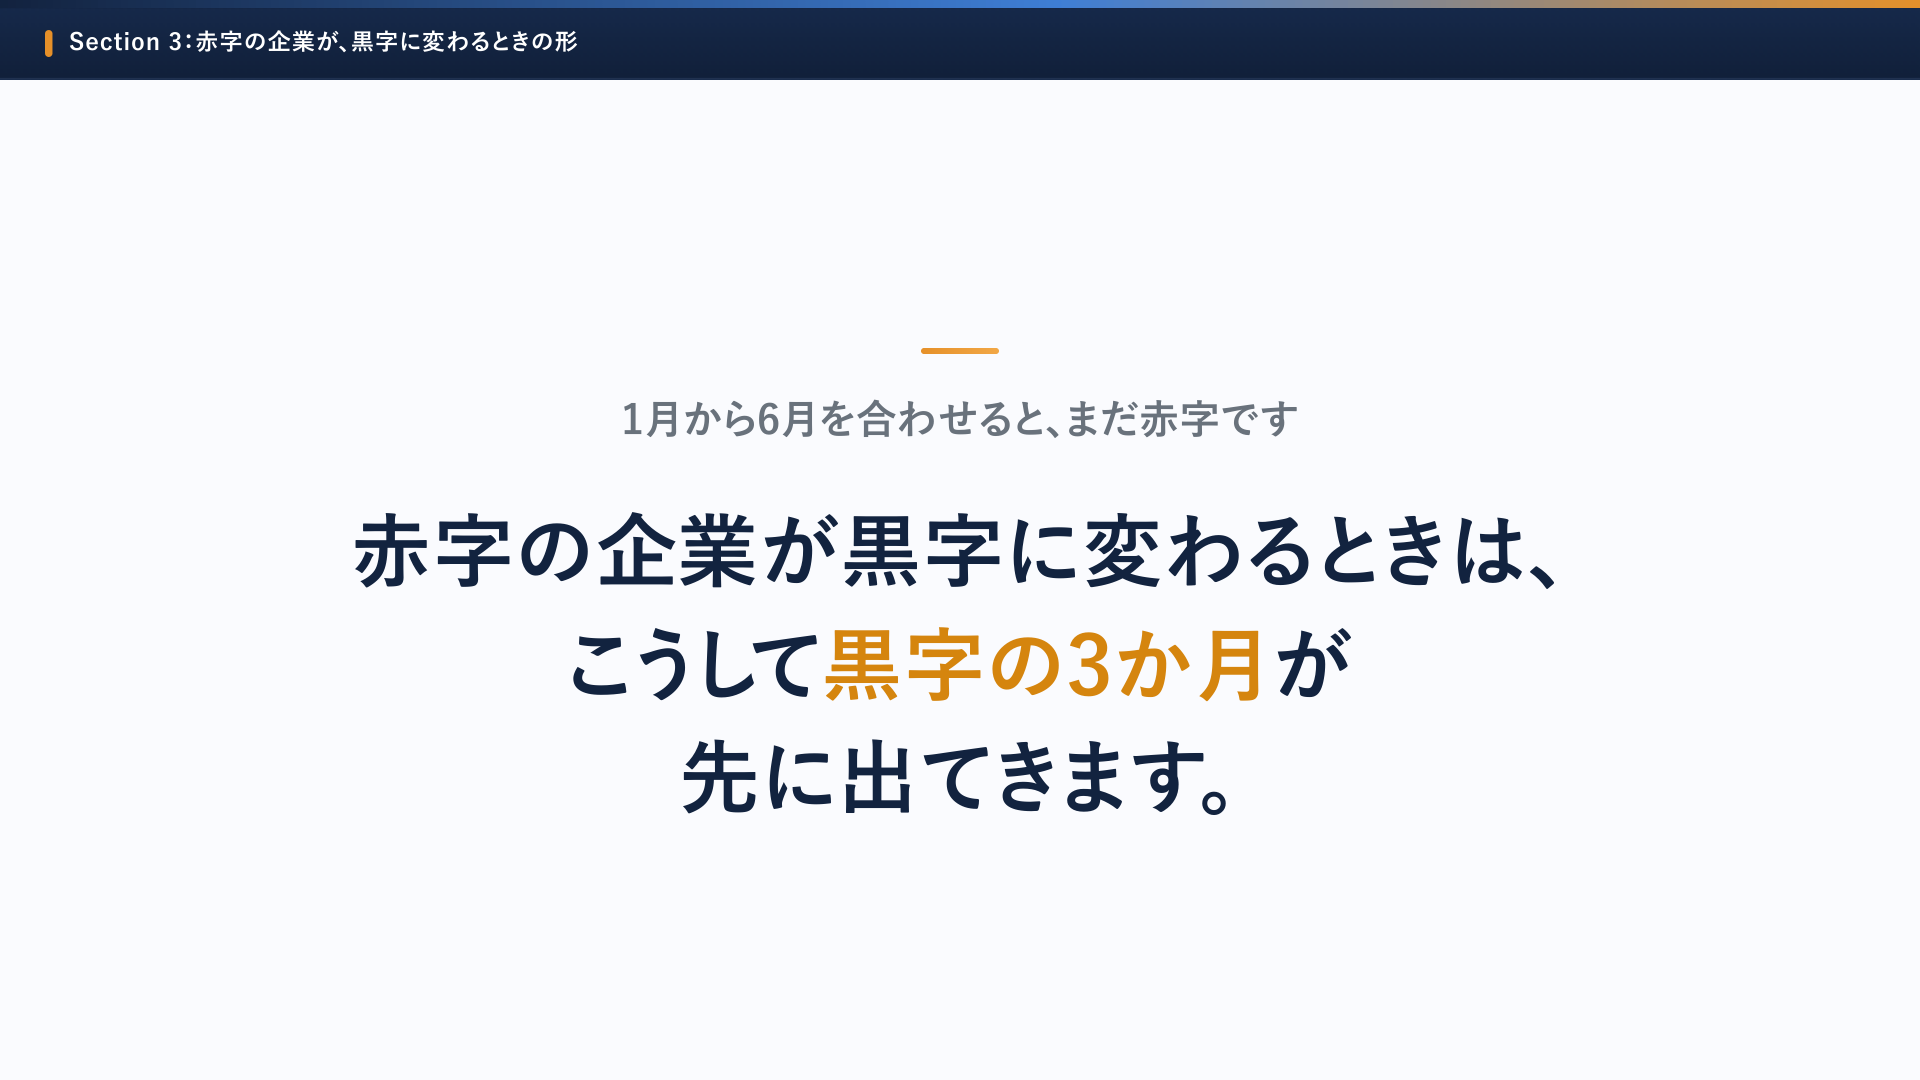 Section 3：赤字の企業が、黒字に変わるときの形
1月から6月を合わせると、まだ赤字です
赤字の企業が黒字に変わるときは、
こうして黒字の3か月が
先に出てきます。